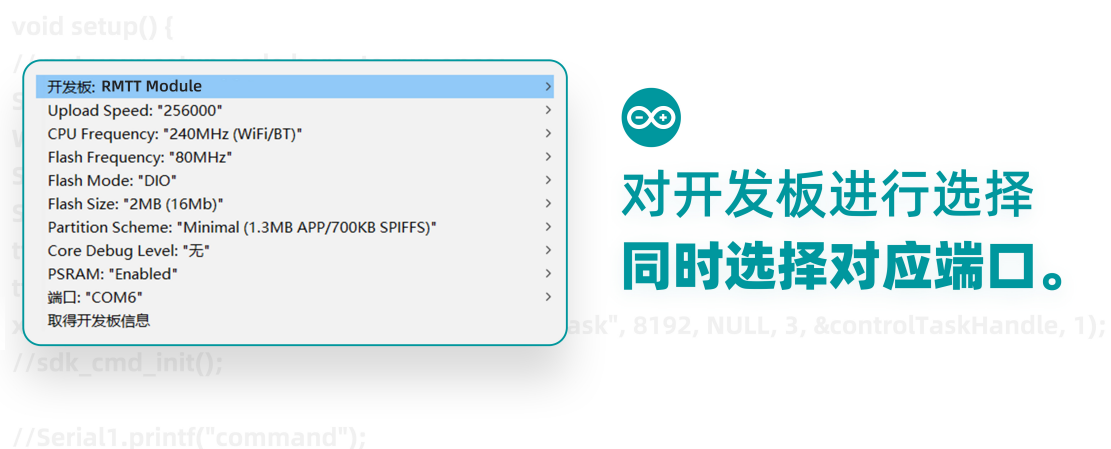 void setup() {
开发板: RMTT Module
Upload Speed: "256000"
CPU Frequency: "240MHz (WiFi/BT)"
Flash Frequency: "80MHz"
Flash Mode: "DIO"
Flash Size: "2MB (16Mb)"
Partition Scheme: "Minimal (1.3MB APP/700KB SPIFFS)"
Core Debug Level: "无"
PSRAM: "Enabled"
端口: "COM6"
取得开发板信息
对开发板进行选择
同时选择对应端口。
ask", 8192, NULL, 3, &controlTaskHandle, 1);
//sdk_cmd_init();
//Serial1.printf("command");